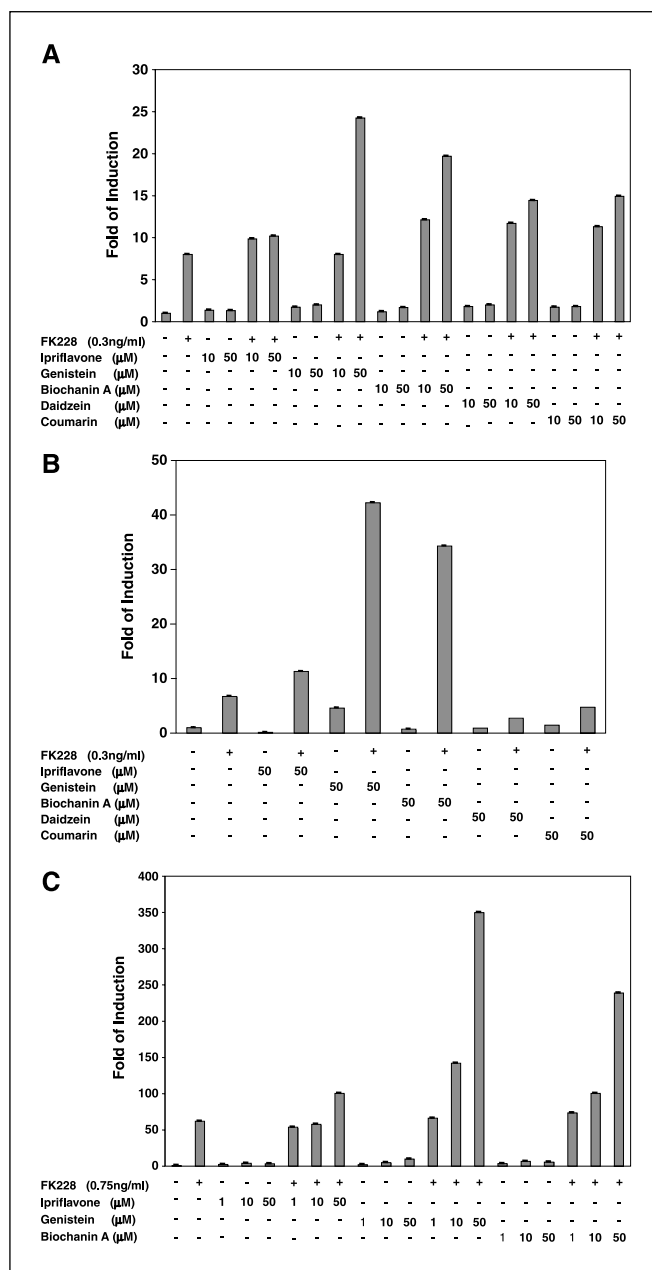 A
30
25
20
15
10
5
0
Fold of Induction
FK228 (0.3ng/ml) - + - - + + - - + + - - + + - - + + - - + +
Ipriflavone (μM) - - 10 50 10 50 - - - - - - - - - - - - - - - -
Genistein (μM) - - - - - - 10 50 10 50 - - - - - - - - - - - -
Biochanin A (μM) - - - - - - - - - - 10 50 10 50 - - - - - - - -
Daidzein (μM) - - - - - - - - - - - - - - 10 50 10 50 - - - -
Coumarin (μM) - - - - - - - - - - - - - - - - - - 10 50 10 50
B
50
40
30
20
10
0
Fold of Induction
FK228 (0.3ng/ml) - + - + - + - + - + - +
Ipriflavone (μM) - - 50 50 - - - - - - - -
Genistein (μM) - - - - 50 50 - - - - - -
Biochanin A (μM) - - - - - - 50 50 - - - -
Daidzein (μM) - - - - - - - - 50 50 - -
Coumarin (μM) - - - - - - - - - - 50 50
C
400
350
300
250
200
150
100
50
0
Fold of Induction
FK228 (0.75ng/ml) - + - - - + + + - - - + + + - - - + + +
Ipriflavone (μM) - - 1 10 50 1 10 50 - - - - - - - - - - - -
Genistein (μM) - - - - - - - - 1 10 50 1 10 50 - - - - - -
Biochanin A (μM) - - - - - - - - - - - - - - 1 10 50 1 10 50